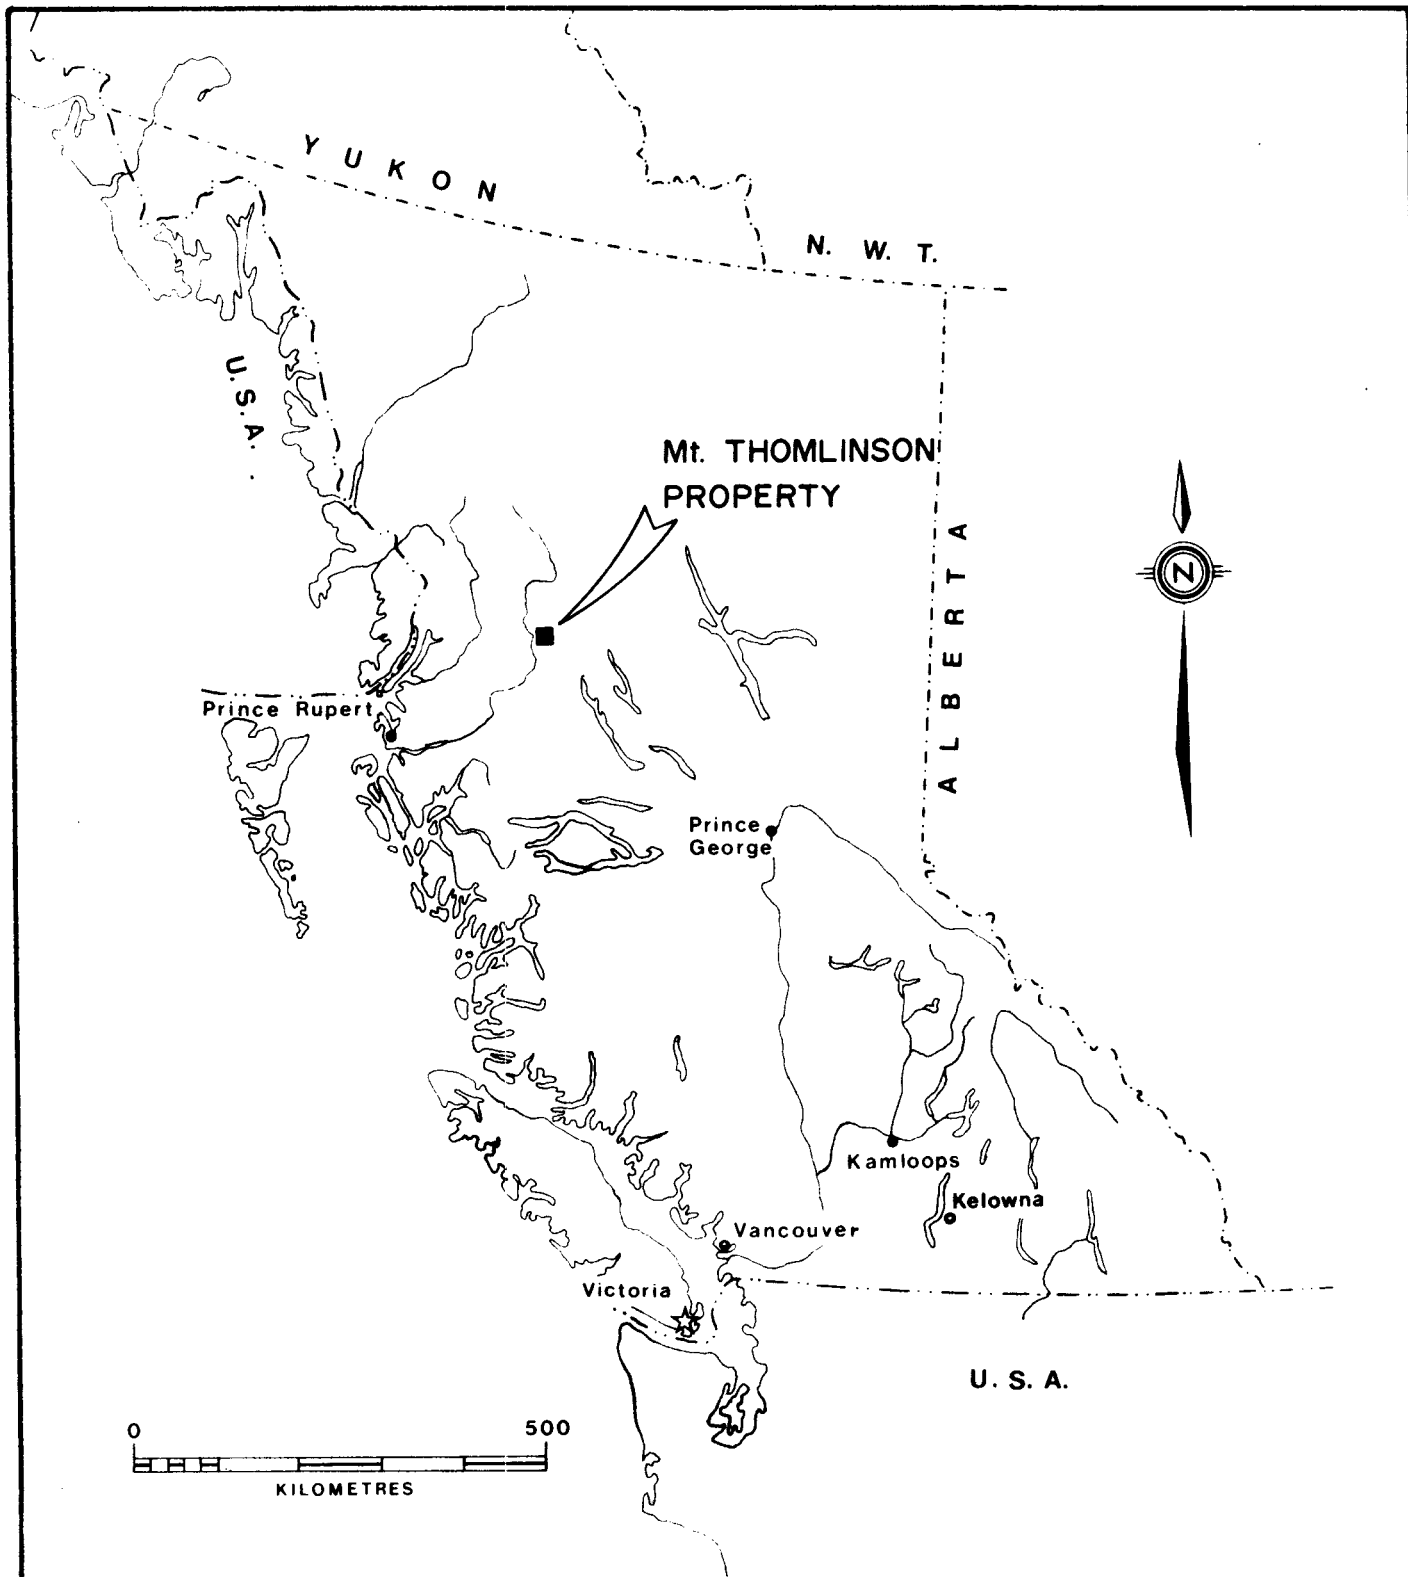 YUKON
N. W. T.
U.S.A.
Mt. THOMLINSON
PROPERTY
ALBERTA
N
Prince Rupert
Prince
George
Kamloops
Kelowna
Vancouver
Victoria
U. S. A.
0 500
KILOMETRES